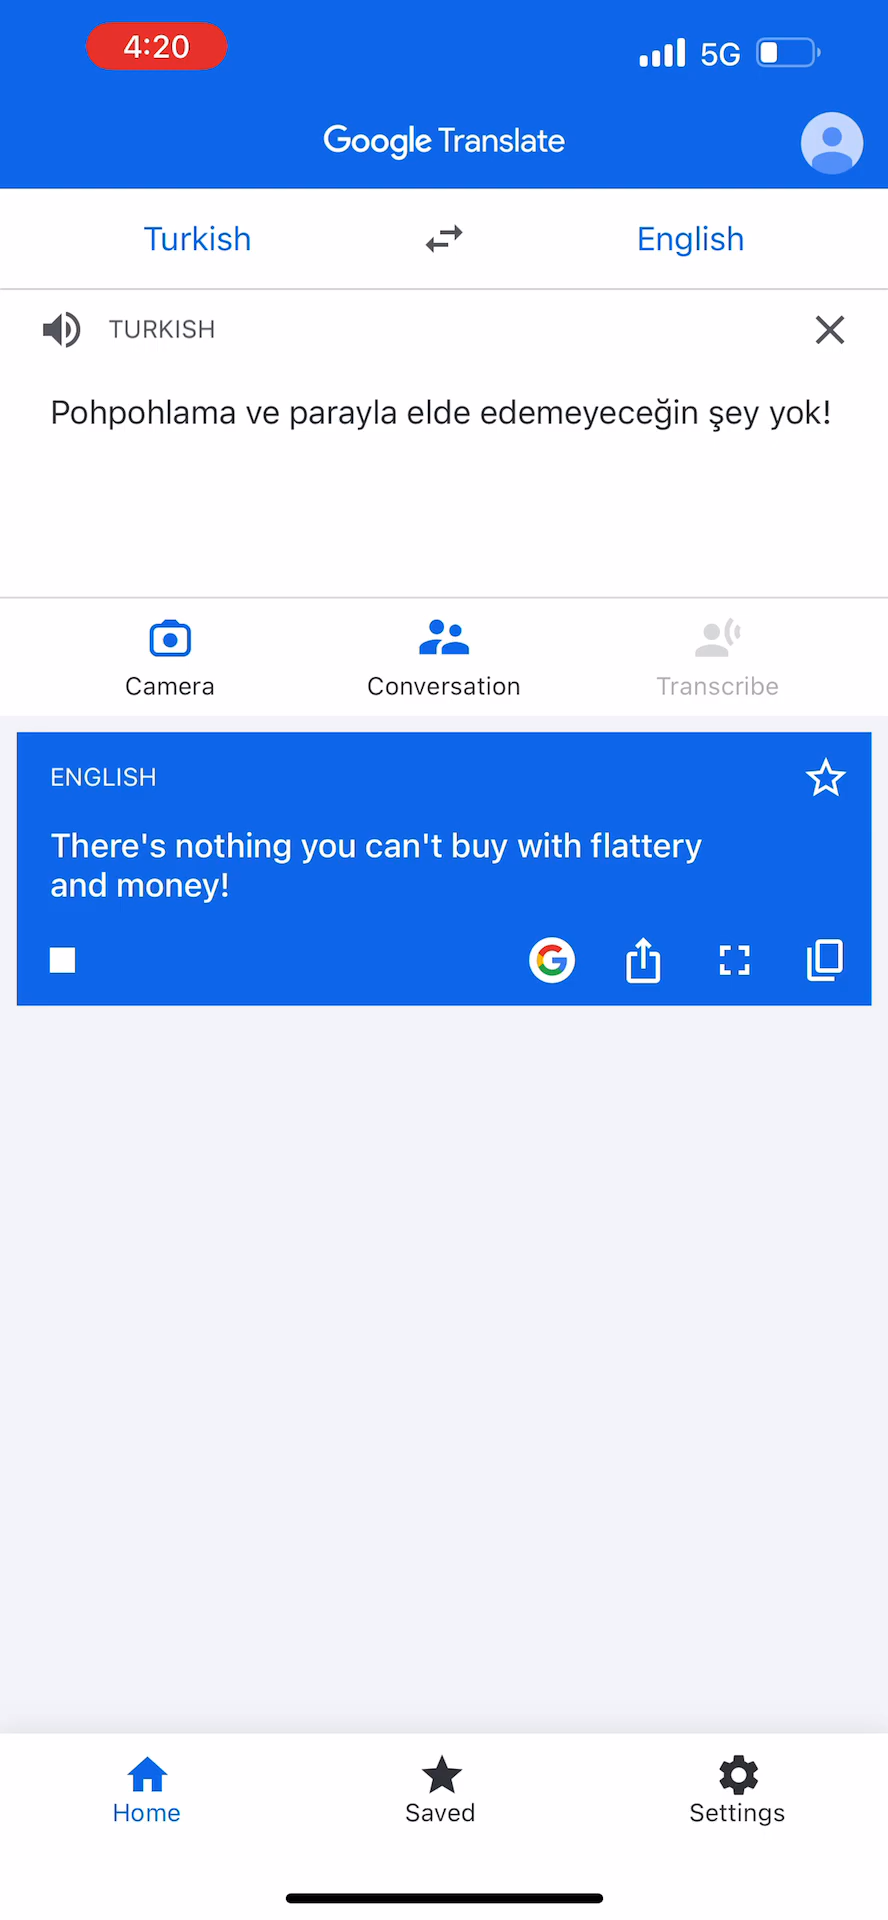 4:20
5G
Google Translate
Turkish
English
TURKISH
Pohpohlama ve parayla elde edemeyeceğin şey yok!
Camera
Conversation
Transcribe
ENGLISH
There's nothing you can't buy with flattery
and money!
G
Home
Saved
Settings